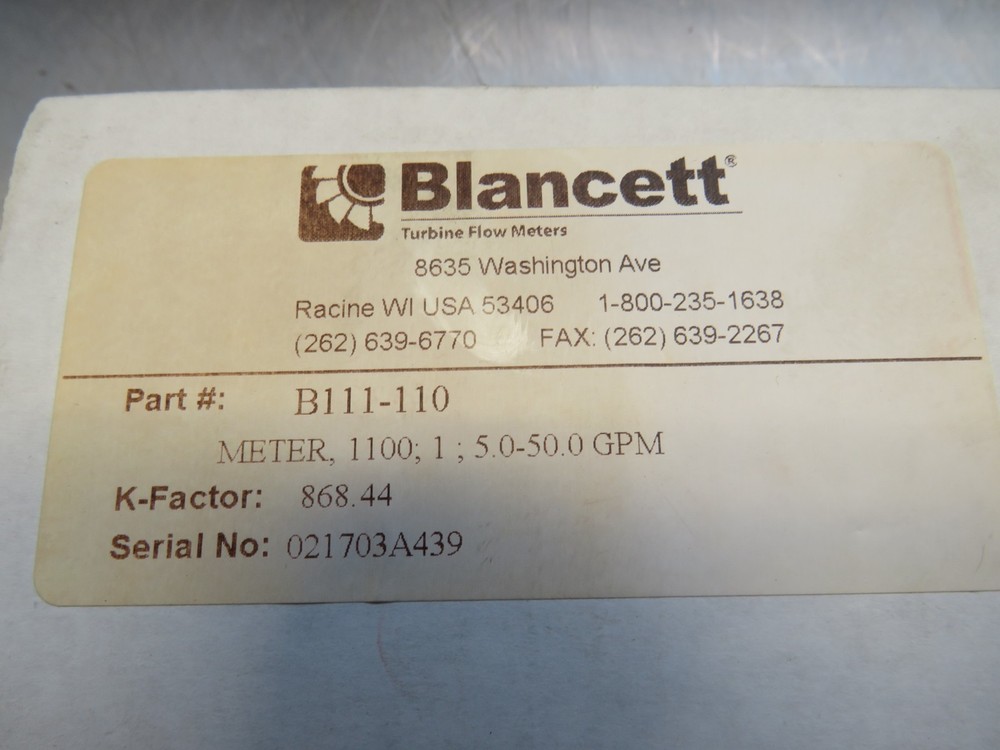 Blancett®
Turbine Flow Meters
8635 Washington Ave
Racine WI USA 53406 1-800-235-1638
(262) 639-6770 FAX: (262) 639-2267
Part #: B111-110
METER, 1100; 1 ; 5.0-50.0 GPM
K-Factor: 868.44
Serial No: 021703A439